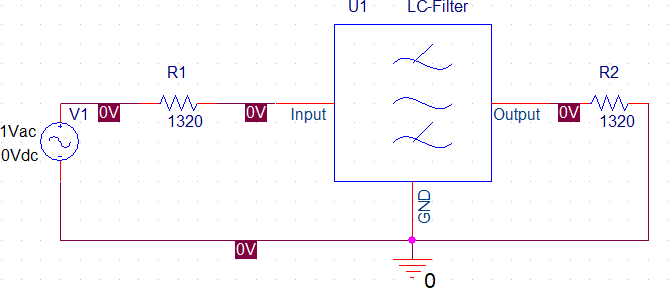 U1 LC-Filter
R1
R2
V1
0V
0V
Input
Output
0V
1320
1320
1Vac
0Vdc
GND
0V
0